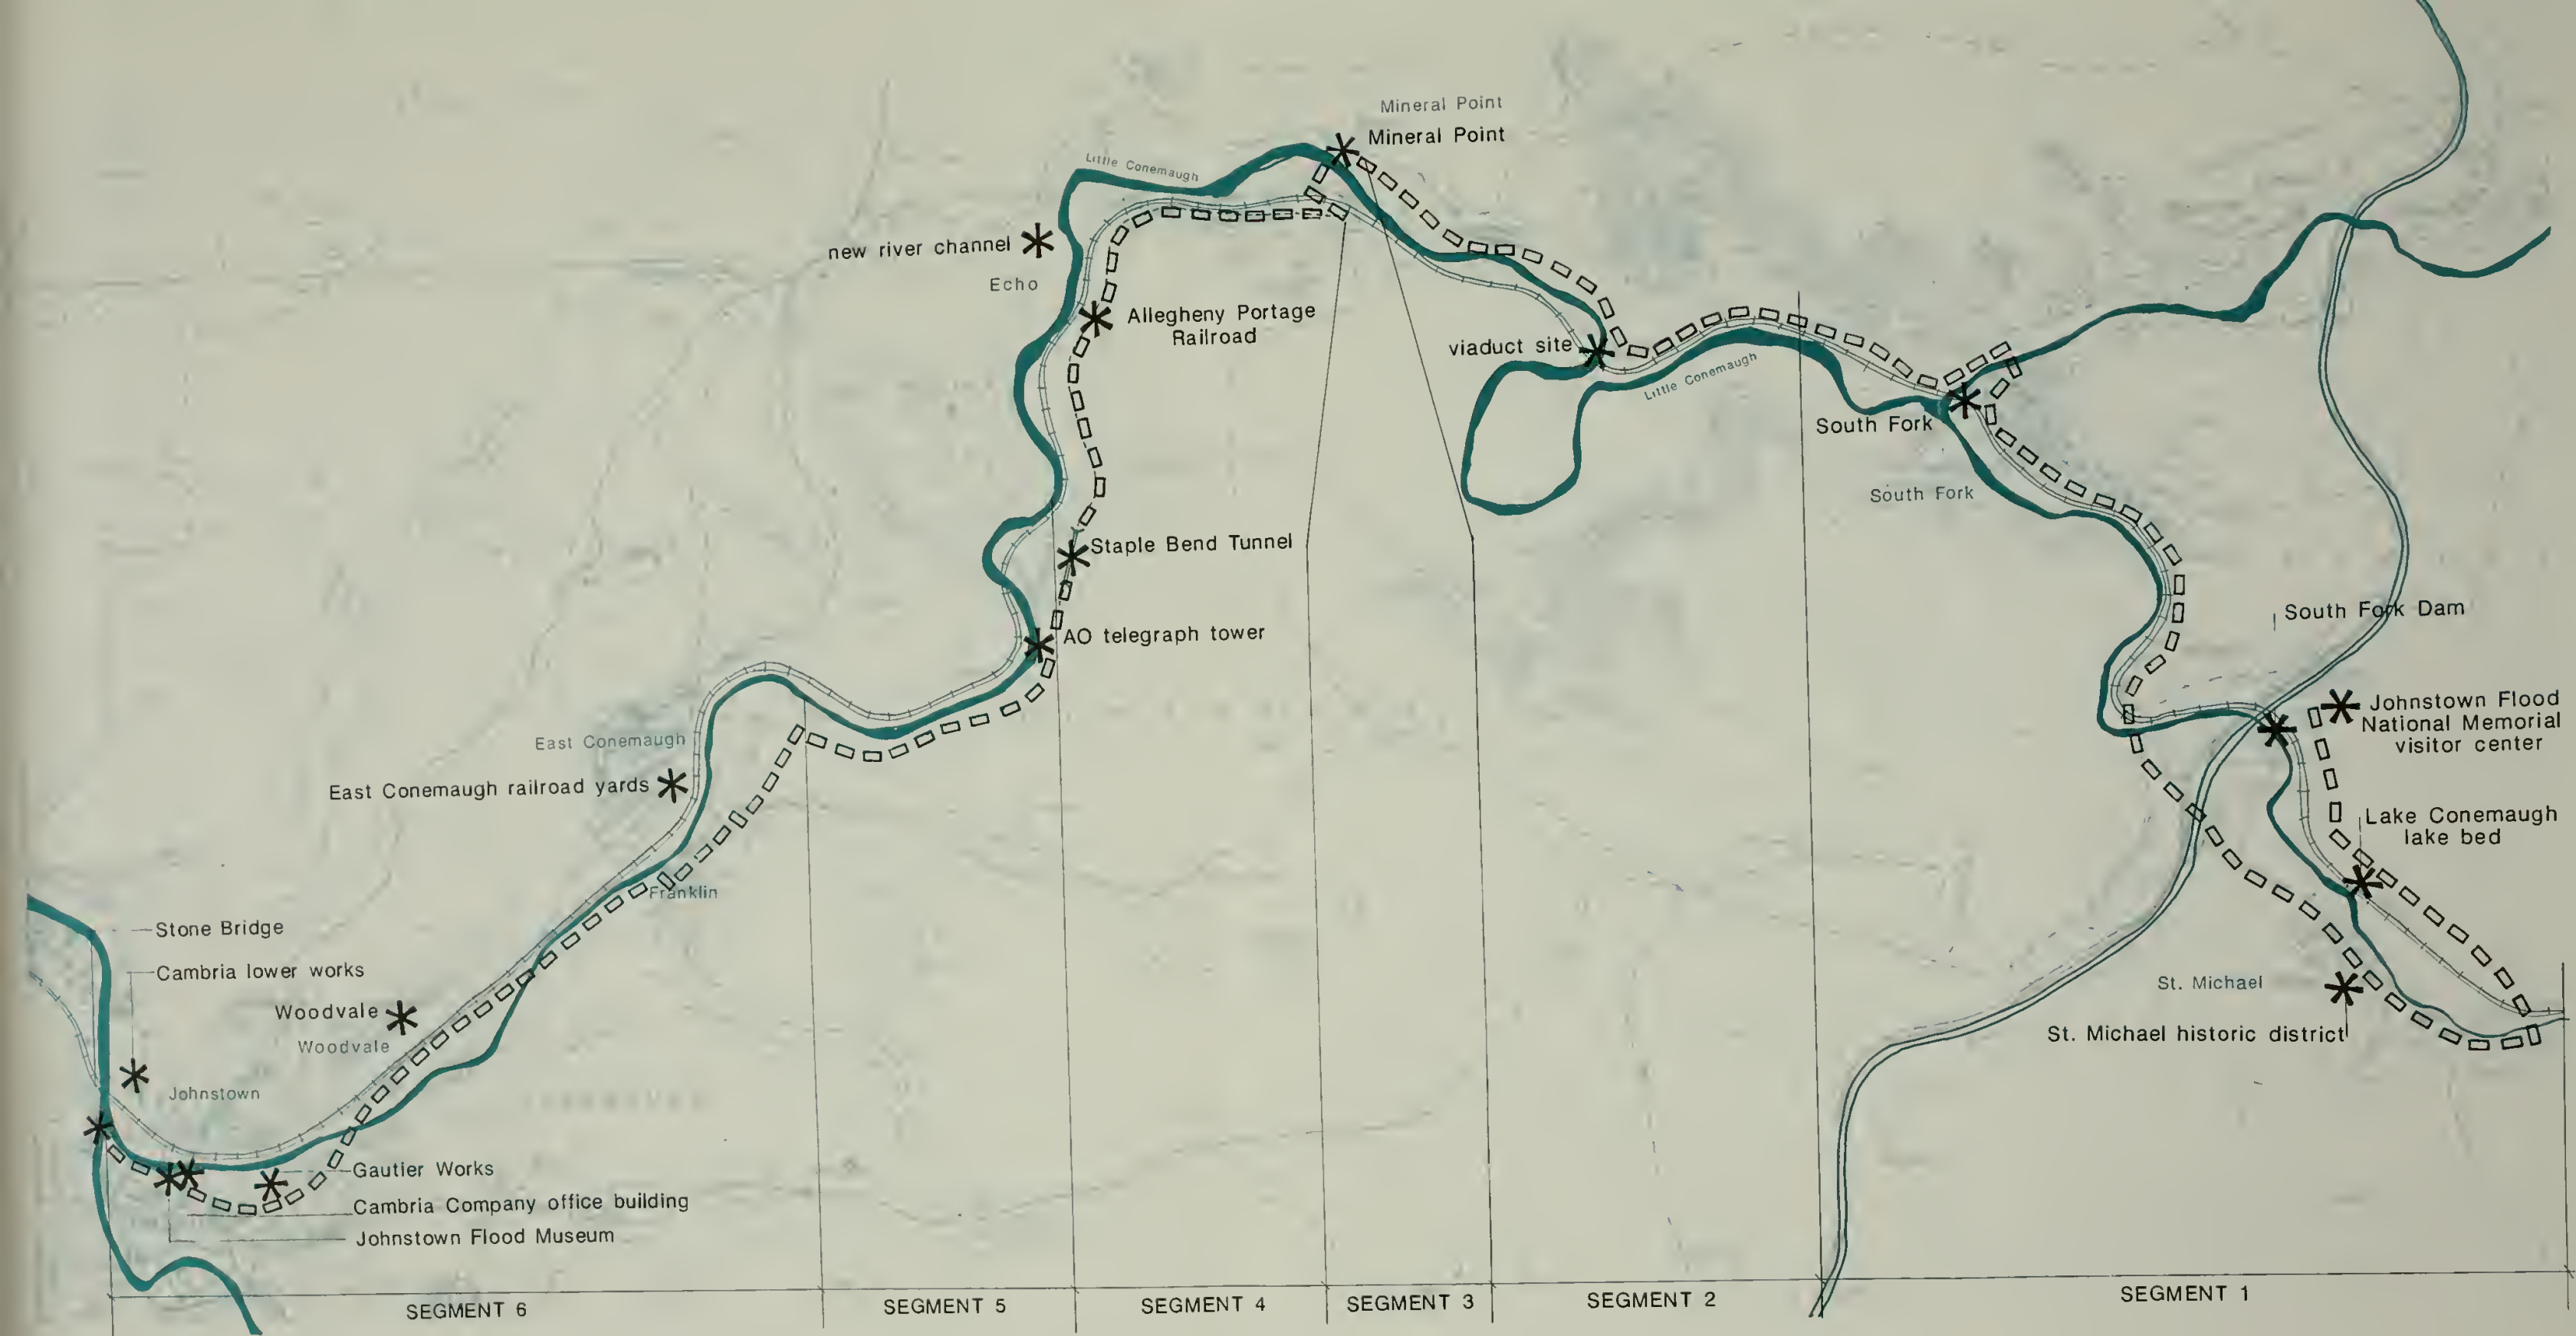 Mineral Point
Mineral Point
Little Conemaugh
new river channel
Echo
Allegheny Portage
Railroad
viaduct site
Little Conemaugh
South Fork
South Fork
Staple Bend Tunnel
South Fork Dam
AO telegraph tower
Johnstown Flood
National Memorial
visitor center
East Conemaugh
East Conemaugh railroad yards
Lake Conemaugh
lake bed
Franklin
Stone Bridge
Cambria lower works
St. Michael
Woodvale
Woodvale
St. Michael historic district
Johnstown
Gautier Works
Cambria Company office building
Johnstown Flood Museum
SEGMENT 6
SEGMENT 5
SEGMENT 4
SEGMENT 3
SEGMENT 2
SEGMENT 1